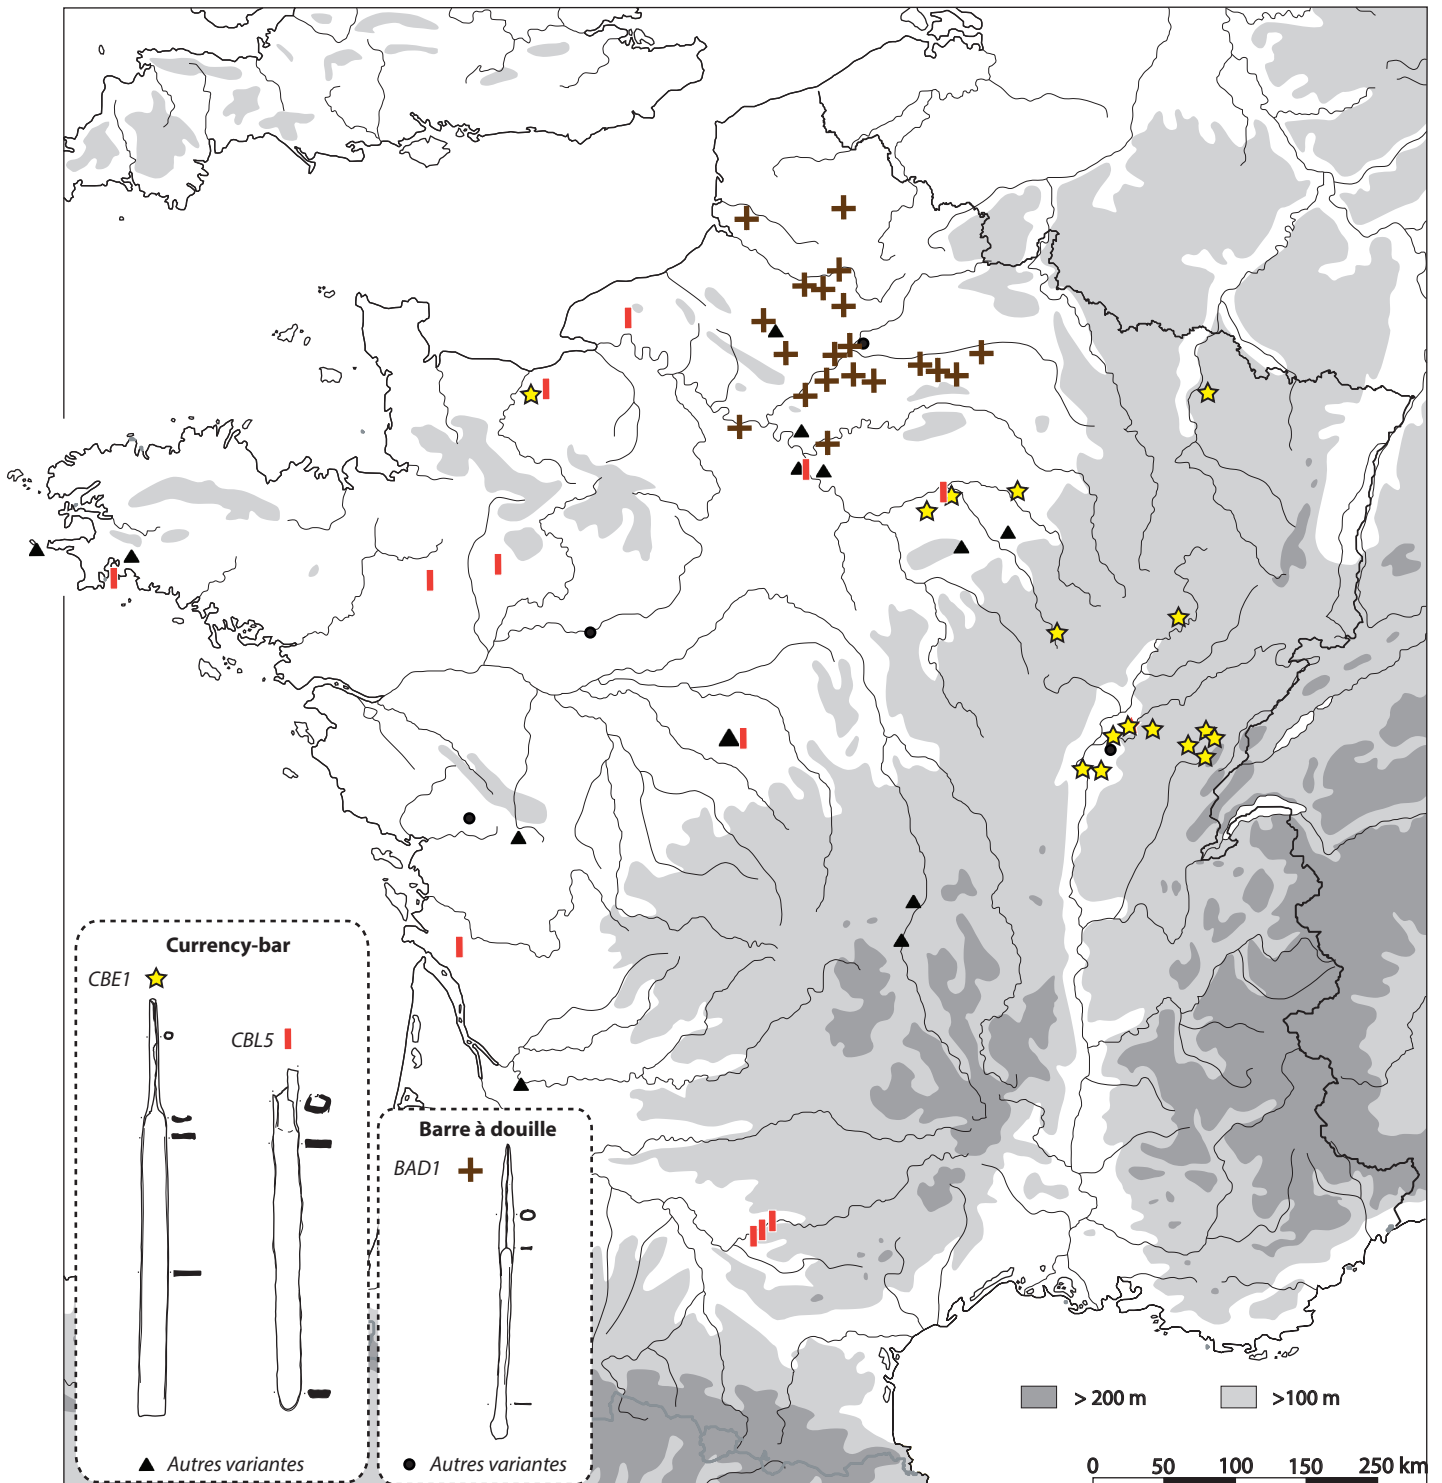 Currency-bar
CBE1
CBL5
Autres variantes
Barre à douille
BAD1
Autres variantes
> 200 m
>100 m
0 50 100 150 250 km